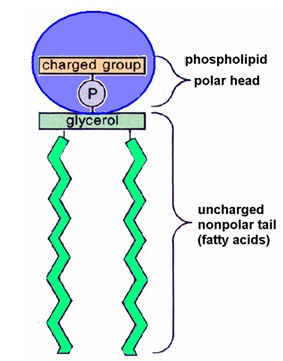 charged group
P
glycerol
phospholipid
polar head
uncharged
nonpolar tail
(fatty acids)